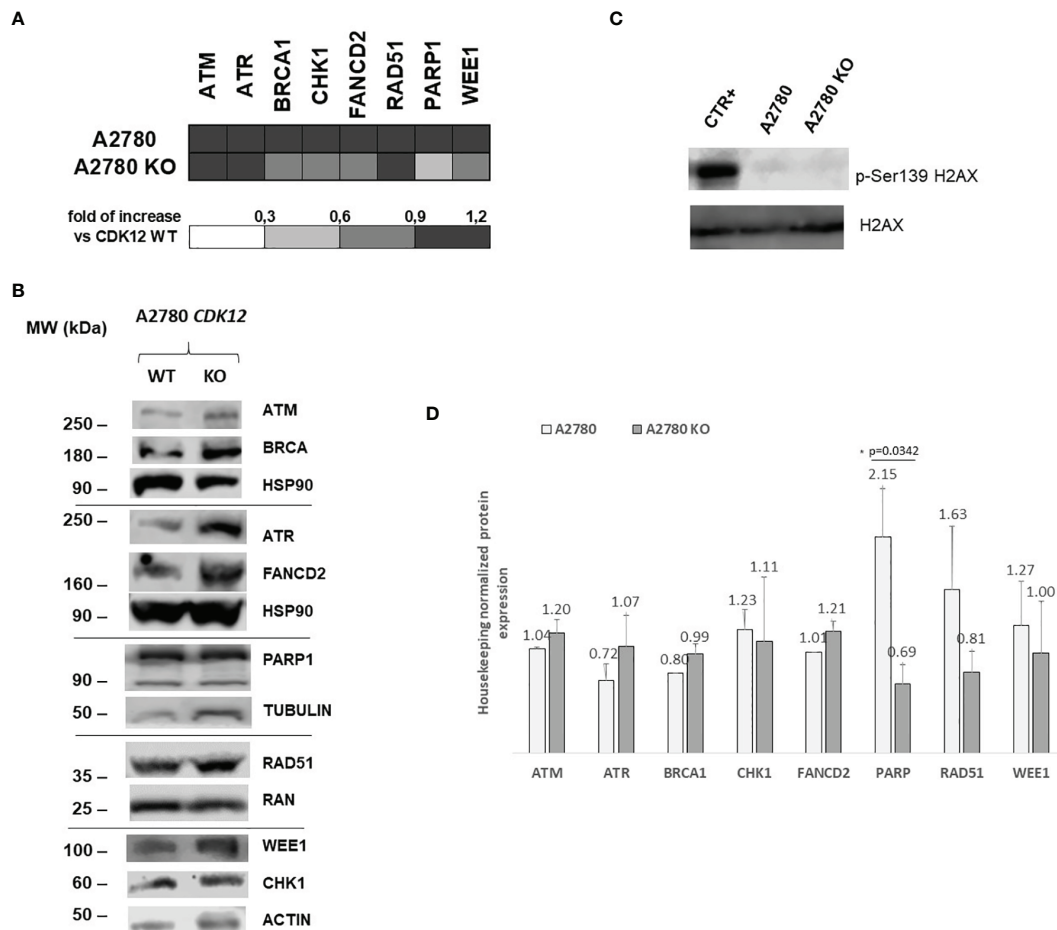 A
ATM
ATR
BRCA1
CHK1
FANCD2
RAD51
PARP1
WEE1
A2780
A2780 KO
fold of increase
vs CDK12 WT
0,3
0,6
0,9
1,2
B
MW (kDa)
A2780 CDK12
WT
KO
ATM
250 –
BRCA
180 –
HSP90
90 –
250 –
ATR
FANCD2
160 –
HSP90
90 –
PARP1
90 –
TUBULIN
50 –
RAD51
35 –
RAN
25 –
WEE1
100 –
CHK1
60 –
50 –
ACTIN
C
CTR+
A2780
A2780 KO
p-Ser139 H2AX
H2AX
D
A2780
A2780 KO
Housekeeping normalized protein
expression
* p=0.0342
1.04
1.20
0.72
1.07
0.80
0.99
1.23
1.11
1.01
1.21
2.15
0.69
1.63
0.81
1.27
1.00
ATM
ATR
BRCA1
CHK1
FANCD2
PARP
RAD51
WEE1